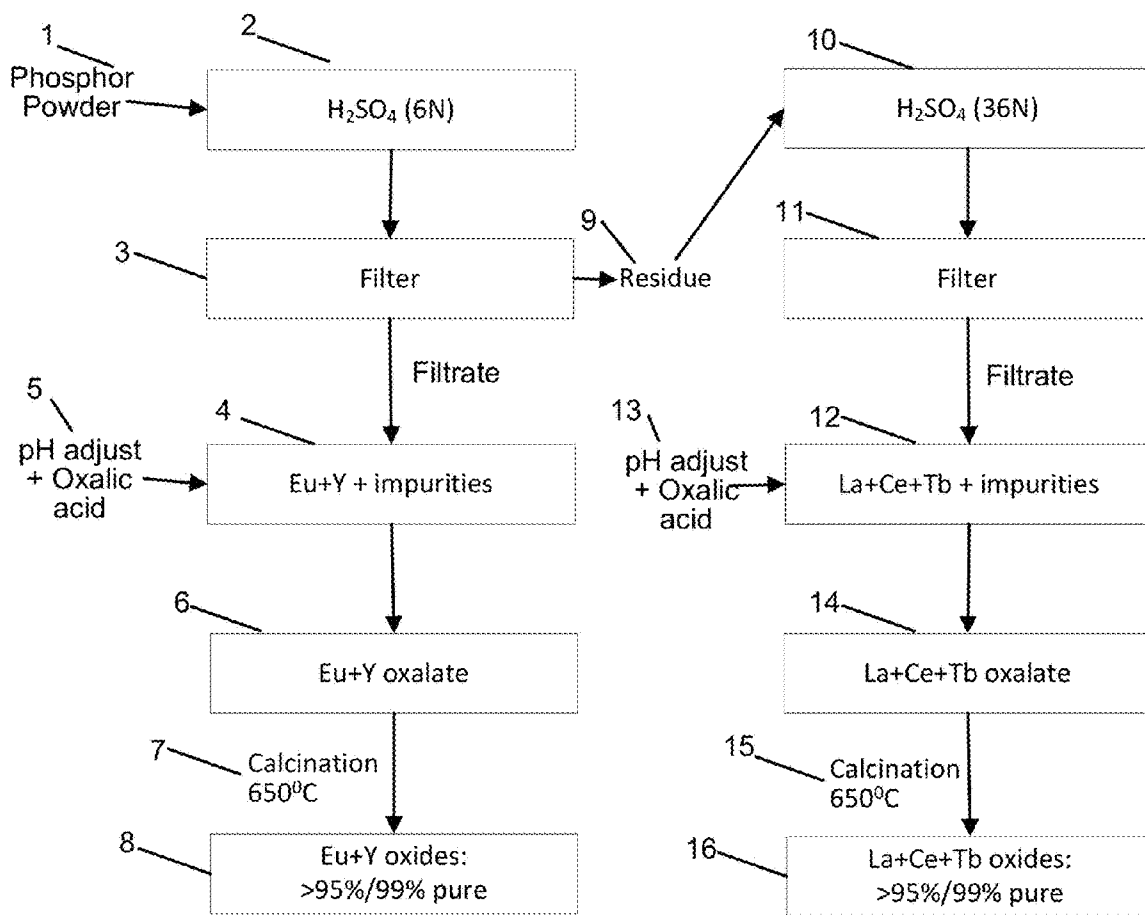 1
Phosphor
Powder
2
H₂SO₄ (6N)
3
Filter
Filtrate
5
pH adjust
+ Oxalic
acid
4
Eu+Y + impurities
6
Eu+Y oxalate
7
Calcination
650⁰C
8
Eu+Y oxides:
>95%/99% pure
9
Residue
10
H₂SO₄ (36N)
11
Filter
Filtrate
13
pH adjust
+ Oxalic
acid
12
La+Ce+Tb + impurities
14
La+Ce+Tb oxalate
15
Calcination
650⁰C
16
La+Ce+Tb oxides:
>95%/99% pure